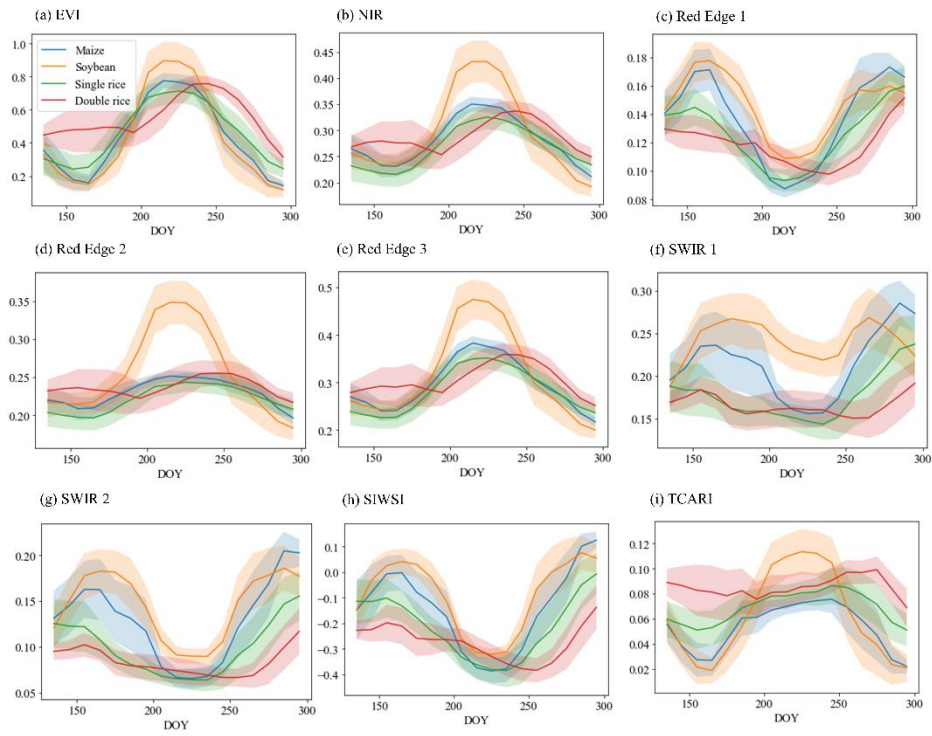 (a) EVI
(b) NIR
(c) Red Edge 1
Maize
Soybean
Single rice
Double rice
1.0
0.8
0.6
0.4
0.2
150 200 250 300
DOY
0.45
0.40
0.35
0.30
0.25
0.20
150 200 250 300
DOY
0.18
0.16
0.14
0.12
0.10
0.08
150 200 250 300
DOY
(d) Red Edge 2
(e) Red Edge 3
(f) SWIR 1
0.35
0.30
0.25
0.20
150 200 250 300
DOY
0.5
0.4
0.3
0.2
150 200 250 300
DOY
0.30
0.25
0.20
0.15
150 200 250 300
DOY
(g) SWIR 2
(h) SIWSI
(i) TCARI
0.20
0.15
0.10
0.05
150 200 250 300
DOY
0.1
−0.0
−0.1
−0.2
−0.3
−0.4
150 200 250 300
DOY
0.12
0.10
0.08
0.06
0.04
0.02
150 200 250 300
DOY